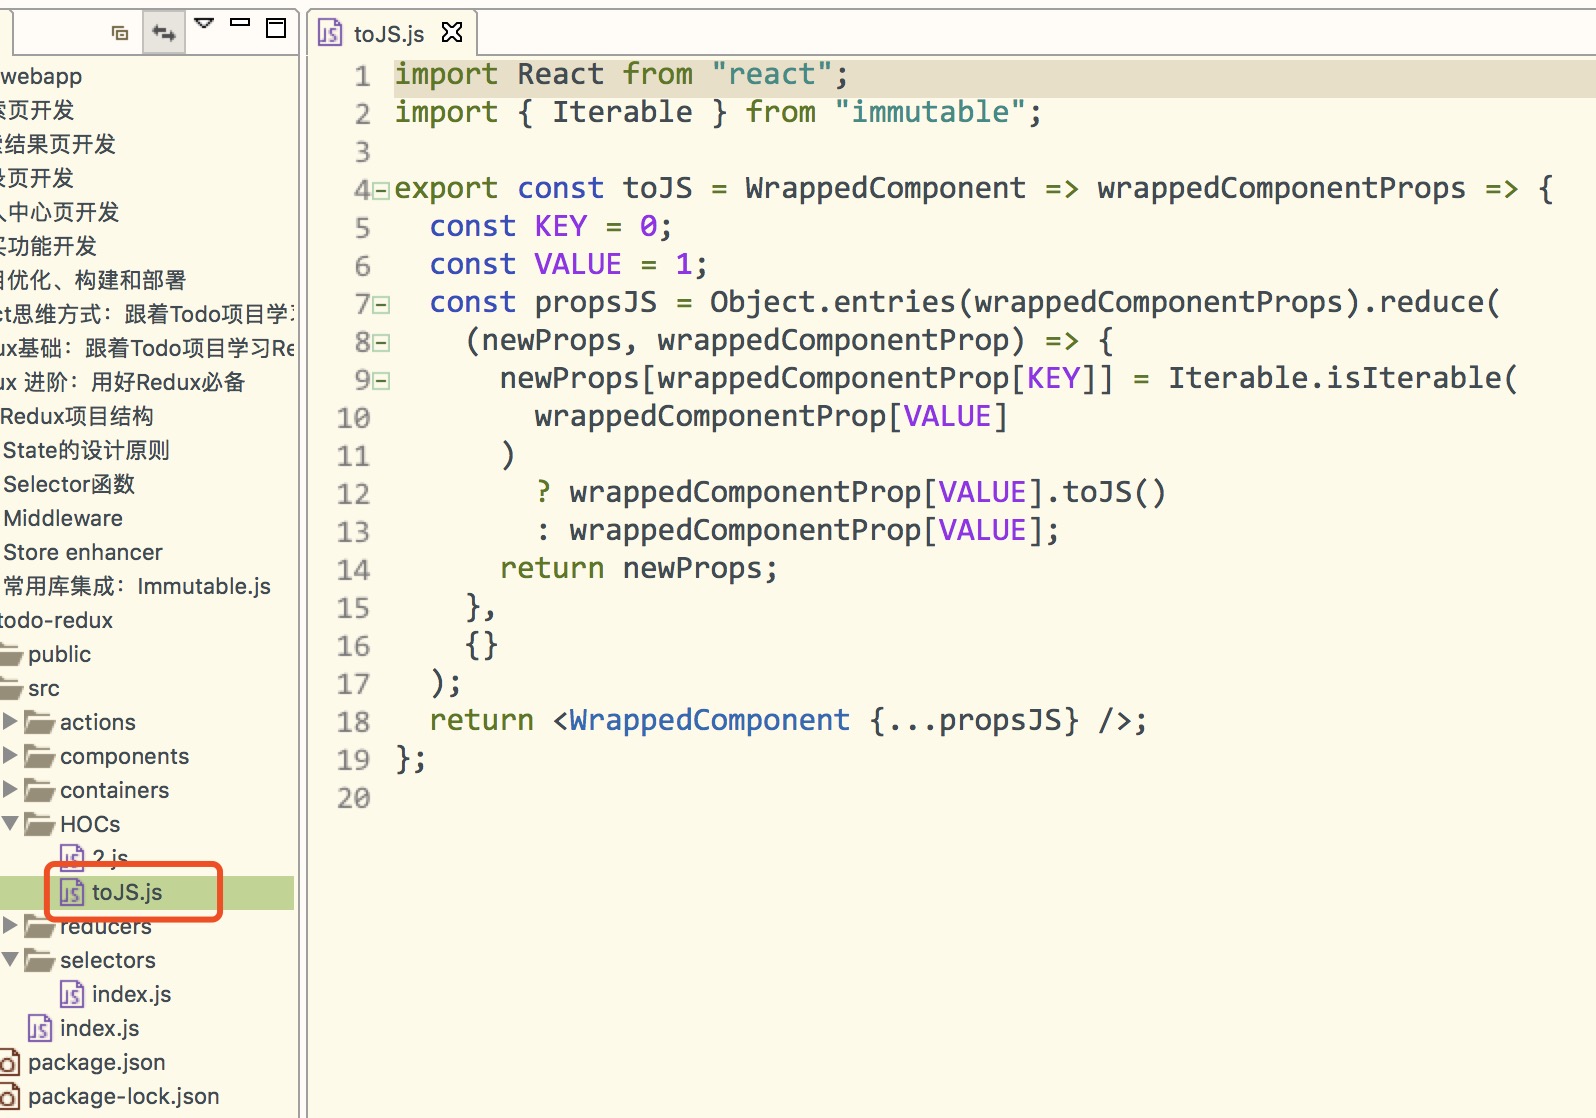 webapp
页开发
结果页开发
页开发
中心页开发
功能开发
优化、构建和部署
ct思维方式：跟着Todo项目学
ux基础：跟着Todo项目学习Re
ux 进阶：用好Redux必备
Redux项目结构
State的设计原则
Selector函数
Middleware
Store enhancer
常用库集成：Immutable.js
todo-redux
public
src
actions
components
containers
HOCs
2.js
toJS.js
reducers
selectors
index.js
index.js
package.json
package-lock.json
toJS.js
1 import React from "react";
2 import { Iterable } from "immutable";
3
4 export const toJS = WrappedComponent => wrappedComponentProps => {
5   const KEY = 0;
6   const VALUE = 1;
7   const propsJS = Object.entries(wrappedComponentProps).reduce(
8     (newProps, wrappedComponentProp) => {
9       newProps[wrappedComponentProp[KEY]] = Iterable.isIterable(
10         wrappedComponentProp[VALUE]
11       )
12         ? wrappedComponentProp[VALUE].toJS()
13         : wrappedComponentProp[VALUE];
14       return newProps;
15     },
16     {}
17   );
18   return <WrappedComponent {...propsJS} />;
19 };
20